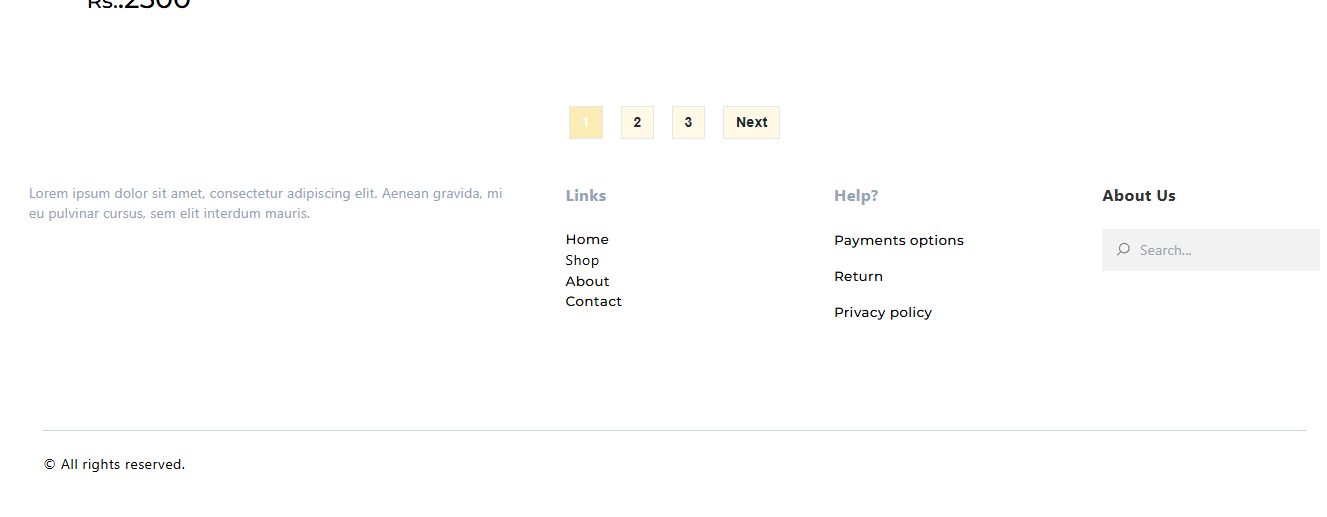 Rs..2500
1 2 3 Next
Lorem ipsum dolor sit amet, consectetur adipiscing elit. Aenean gravida, mi
eu pulvinar cursus, sem elit interdum mauris.
Links
Home
Shop
About
Contact
Help?
Payments options
Return
Privacy policy
About Us
Search...
© All rights reserved.